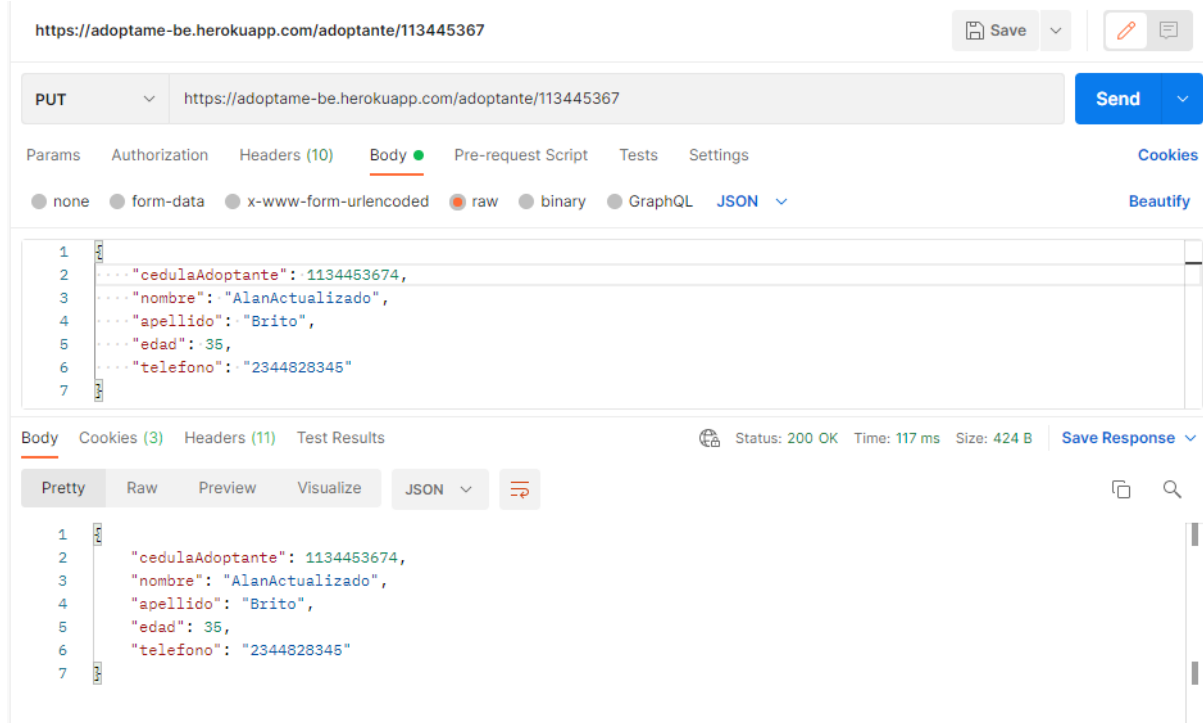 https://adoptame-be.herokuapp.com/adoptante/113445367 Save
PUT https://adoptame-be.herokuapp.com/adoptante/113445367 Send
Params Authorization Headers (10) Body Pre-request Script Tests Settings Cookies
none form-data x-www-form-urlencoded raw binary GraphQL JSON Beautify
1 {
2 "cedulaAdoptante": 1134453674,
3 "nombre": "AlanActualizado",
4 "apellido": "Brito",
5 "edad": 35,
6 "telefono": "2344828345"
7 }
Body Cookies (3) Headers (11) Test Results Status: 200 OK Time: 117 ms Size: 424 B Save Response
Pretty Raw Preview Visualize JSON
1 {
2 "cedulaAdoptante": 1134453674,
3 "nombre": "AlanActualizado",
4 "apellido": "Brito",
5 "edad": 35,
6 "telefono": "2344828345"
7 }